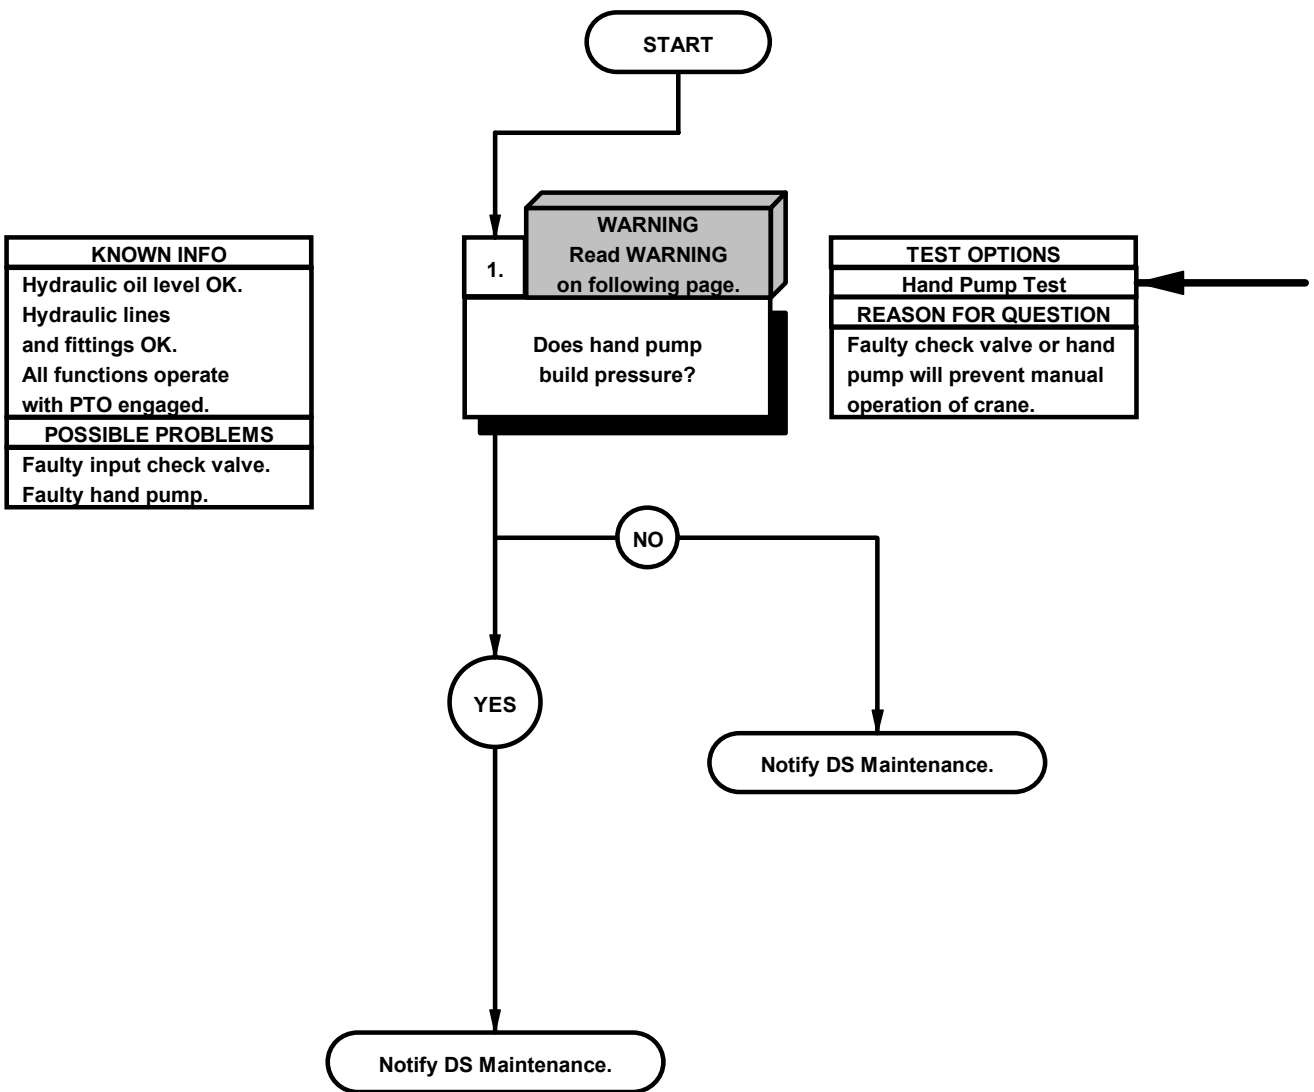 START
KNOWN INFO
Hydraulic oil level OK.
Hydraulic lines
and fittings OK.
All functions operate
with PTO engaged.
POSSIBLE PROBLEMS
Faulty input check valve.
Faulty hand pump.
1.
WARNING
Read WARNING
on following page.
Does hand pump
build pressure?
TEST OPTIONS
Hand Pump Test
REASON FOR QUESTION
Faulty check valve or hand
pump will prevent manual
operation of crane.
NO
YES
Notify DS Maintenance.
Notify DS Maintenance.